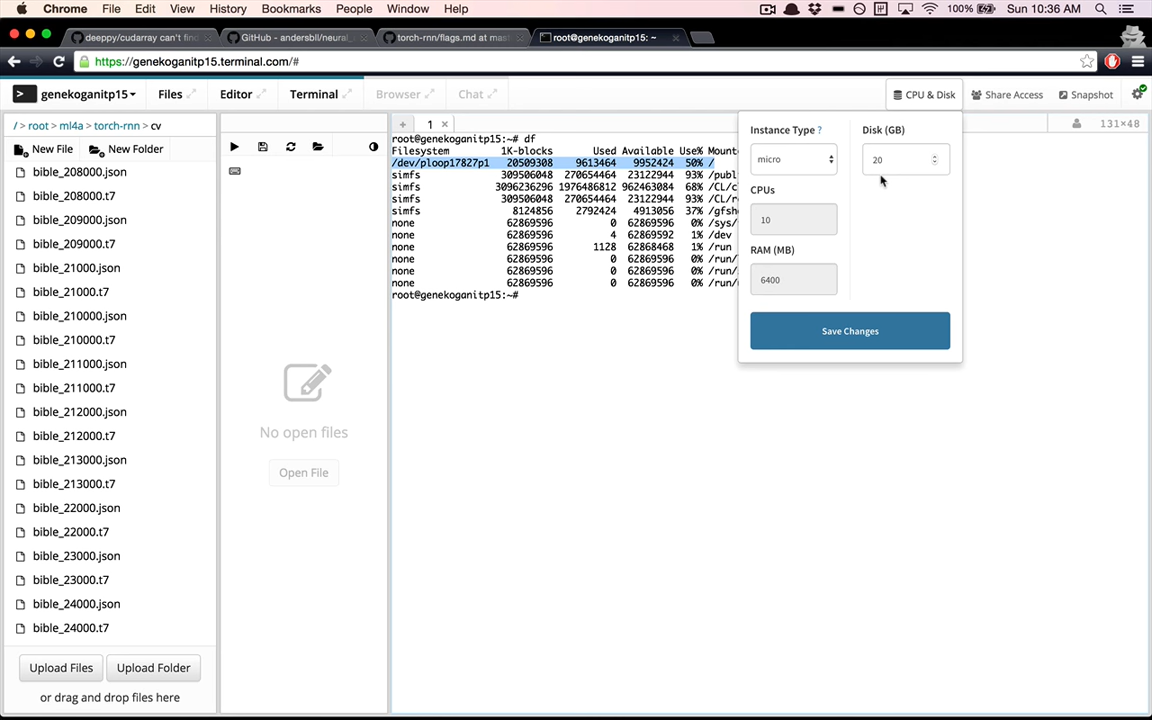 Chrome File Edit View History Bookmarks People Window Help 100% Sun 10:36 AM
deeppy/cudarray can't fin GitHub - andersbll/neural_ torch-rnn/flags.md at mast root@genekoganitp15: ~
https://genekoganitp15.terminal.com/#
genekoganitp15 Files Editor Terminal Browser Chat CPU & Disk Share Access Snapshot
/ > root > ml4a > torch-rnn > cv
New File New Folder
bible_208000.json
bible_208000.t7
bible_209000.json
bible_209000.t7
bible_21000.json
bible_21000.t7
bible_210000.json
bible_210000.t7
bible_211000.json
bible_211000.t7
bible_212000.json
bible_212000.t7
bible_213000.json
bible_213000.t7
bible_22000.json
bible_22000.t7
bible_23000.json
bible_23000.t7
bible_24000.json
bible_24000.t7
Upload Files Upload Folder
or drag and drop files here
No open files
Open File
+ 1 × 131×48
root@genekoganitp15:~# df
Filesystem 1K-blocks Used Available Use% Mount
/dev/ploop17827p1 20509308 9613464 9952424 50% /
simfs 309506048 270654464 23122944 93% /publ
simfs 3096236296 1976486812 962463084 68% /CL/c
simfs 309506048 270654464 23122944 93% /CL/r
simfs 8124856 2792424 4913056 37% /gfsh
none 62869596 0 62869596 0% /sys/
none 62869596 4 62869592 1% /dev
none 62869596 1128 62868468 1% /run
none 62869596 0 62869596 0% /run/
none 62869596 0 62869596 0% /run/
none 62869596 0 62869596 0% /run/
root@genekoganitp15:~#
Instance Type ? Disk (GB)
micro 20
CPUs
10
RAM (MB)
6400
Save Changes